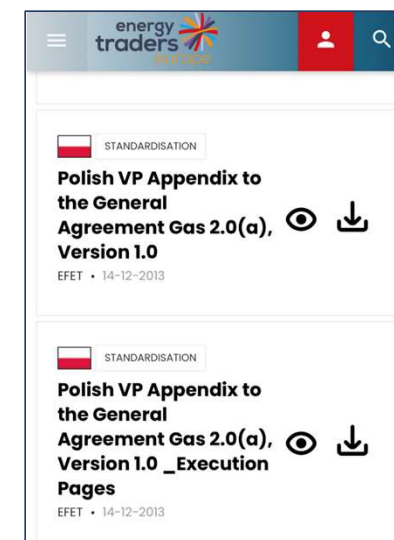 energy
traders
europe
STANDARDISATION
Polish VP Appendix to
the General
Agreement Gas 2.0(a),
Version 1.0
EFET • 14-12-2013
STANDARDISATION
Polish VP Appendix to
the General
Agreement Gas 2.0(a),
Version 1.0 _Execution
Pages
EFET • 14-12-2013